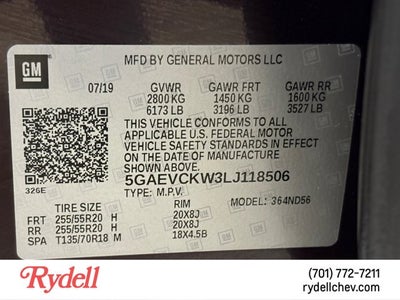 GM
MFD BY GENERAL MOTORS LLC
07/19 GVWR GAWR FRT GAWR RR
2800 KG 1450 KG 1600 KG
6173 LB 3196 LB 3527 LB
THIS VEHICLE CONFORMS TO ALL
APPLICABLE U.S. FEDERAL MOTOR
VEHICLE SAFETY STANDARDS IN EFFECT
ON THE DATE OF MANUFACTURE
SHOWN ABOVE.
5GAEVCKW3LJ118506
326E TYPE: M.P.V. MODEL: 364ND56
TIRE SIZE RIM
FRT 255/55R20 H 20X8J
RR 255/55R20 H 20X8J
SPA T135/70R18 M 18X4.5B
Rydell
(701) 772-7211
rydellchev.com